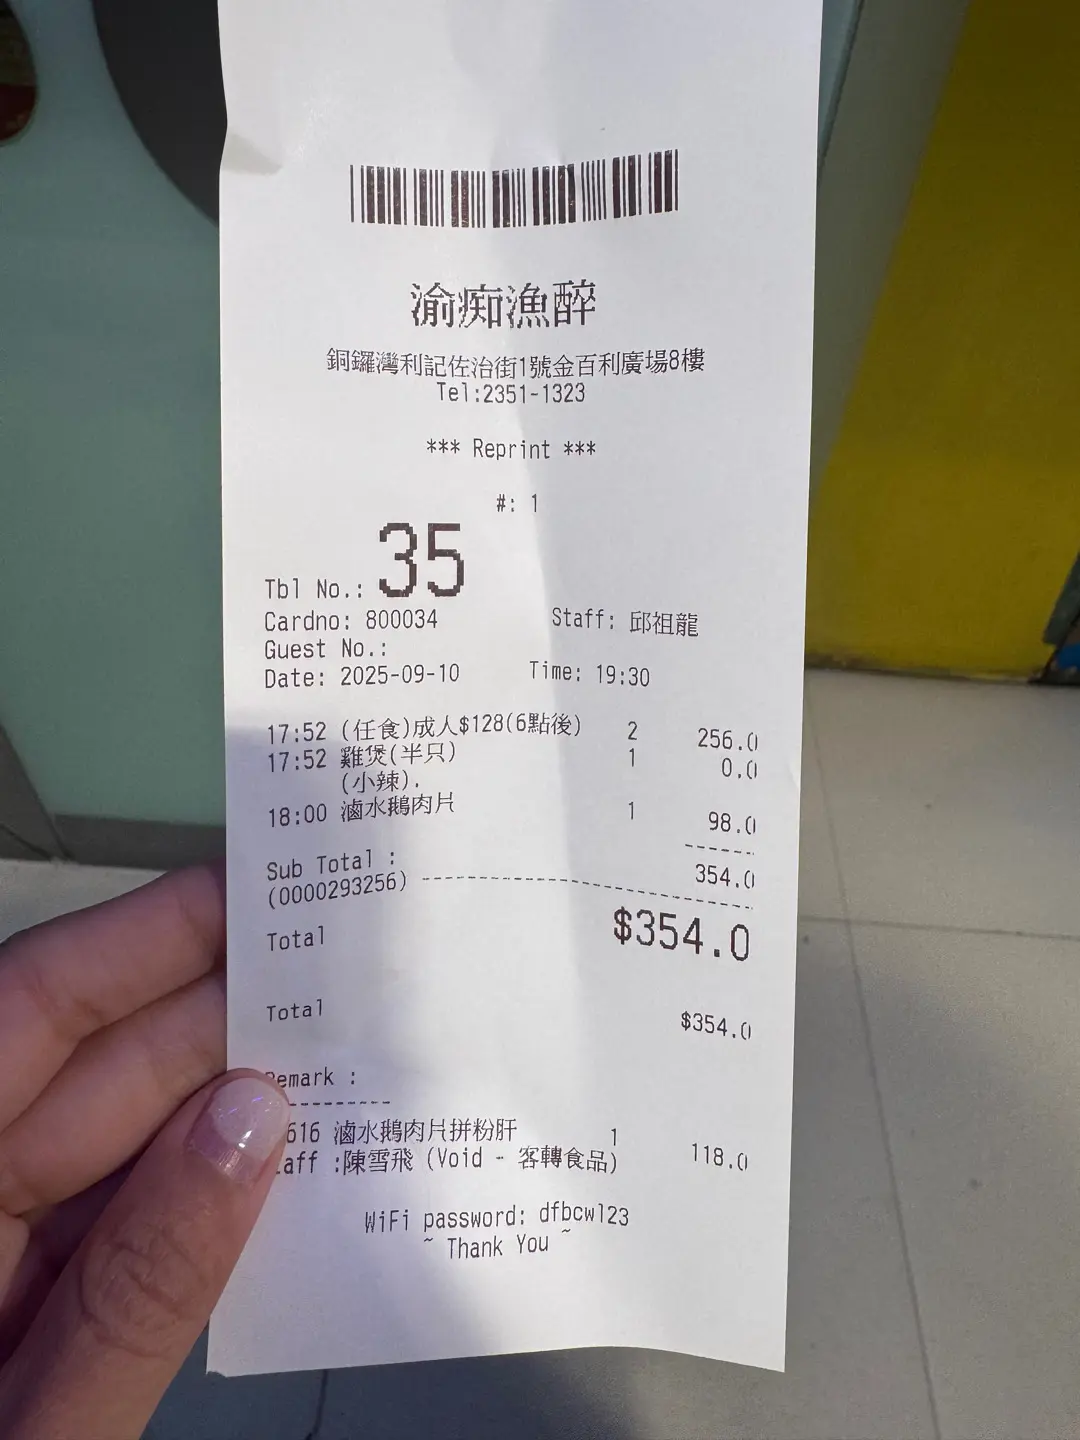 渝痴漁醉
銅鑼灣利記佐治街1號金百利廣場8樓
Tel:2351-1323
*** Reprint ***
#: 1
Tbl No.: 35
Cardno: 800034 Staff: 邱祖龍
Guest No.:
Date: 2025-09-10 Time: 19:30
17:52 (任食)成人$128(6點後) 2 256.0
17:52 雞煲(半只) 1 0.0
(小辣).
18:00 滷水鵝肉片 1 98.0
Sub Total : 354.0
(0000293256)
Total $354.0
Total $354.0
Remark :
616 滷水鵝肉片拼粉肝 1 118.0
taff :陳雪飛 (Void - 客轉食品)
WiFi password: dfbcw123
~ Thank You ~